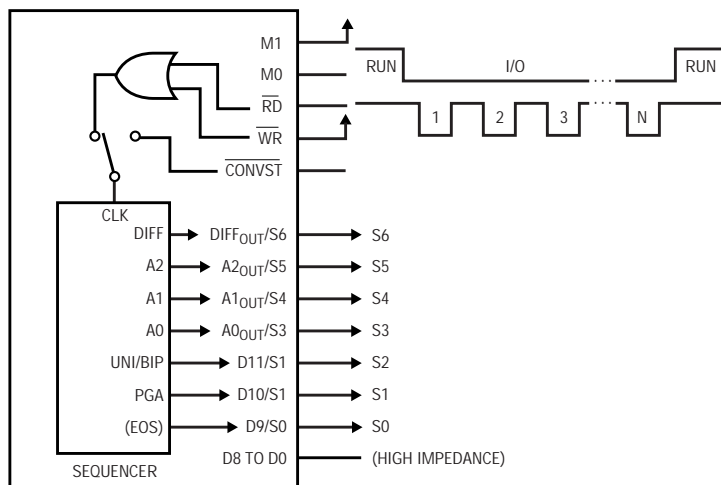 M1
RUN I/O RUN
M0
RD
1 2 3 N
WR
CONVST
CLK
DIFF DIFFOUT/S6 S6
A2 A2OUT/S5 S5
A1 A1OUT/S4 S4
A0 A0OUT/S3 S3
UNI/BIP D11/S1 S2
PGA D10/S1 S1
(EOS) D9/S0 S0
D8 TO D0 (HIGH IMPEDANCE)
SEQUENCER